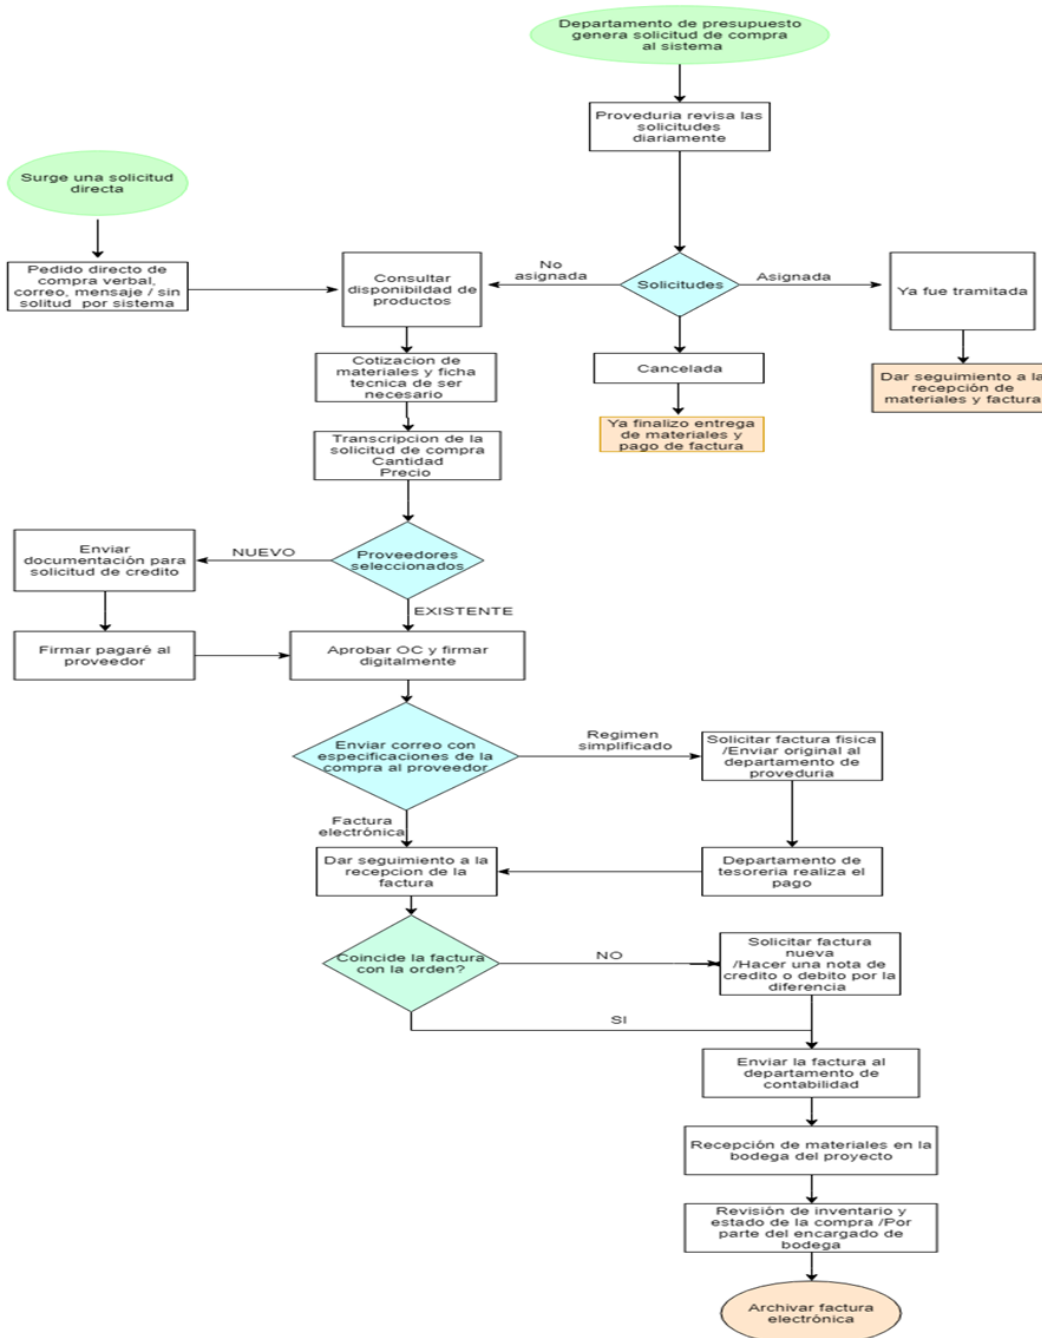 Departamento de presupuesto
genera solicitud de compra
al sistema
Proveduria revisa las
solicitudes
diariamente
Surge una solicitud
directa
Pedido directo de
compra verbal,
correo, mensaje / sin
solitud por sistema
Consultar
disponibildad de
productos
No
asignada
Solicitudes
Asignada
Ya fue tramitada
Cotizacion de
materiales y ficha
tecnica de ser
necesario
Cancelada
Dar seguimiento a la
recepción de
materiales y factura
Ya finalizo entrega
de materiales y
pago de factura
Transcripcion de la
solicitud de compra
Cantidad
Precio
Enviar
documentación para
solicitud de credito
NUEVO
Proveedores
seleccionados
EXISTENTE
Firmar pagaré al
proveedor
Aprobar OC y firmar
digitalmente
Enviar correo con
especificaciones de la
compra al proveedor
Regimen
simplificado
Solicitar factura fisica
/Enviar original al
departamento de
proveduria
Factura
electrónica
Dar seguimiento a la
recepcion de la
factura
Departamento de
tesoreria realiza el
pago
Coincide la factura
con la orden?
NO
Solicitar factura
nueva
/Hacer una nota de
credito o debito por la
diferencia
SI
Enviar la factura al
departamento de
contabilidad
Recepción de materiales en la
bodega del proyecto
Revisión de inventario y
estado de la compra /Por
parte del encargado de
bodega
Archivar factura
electrónica